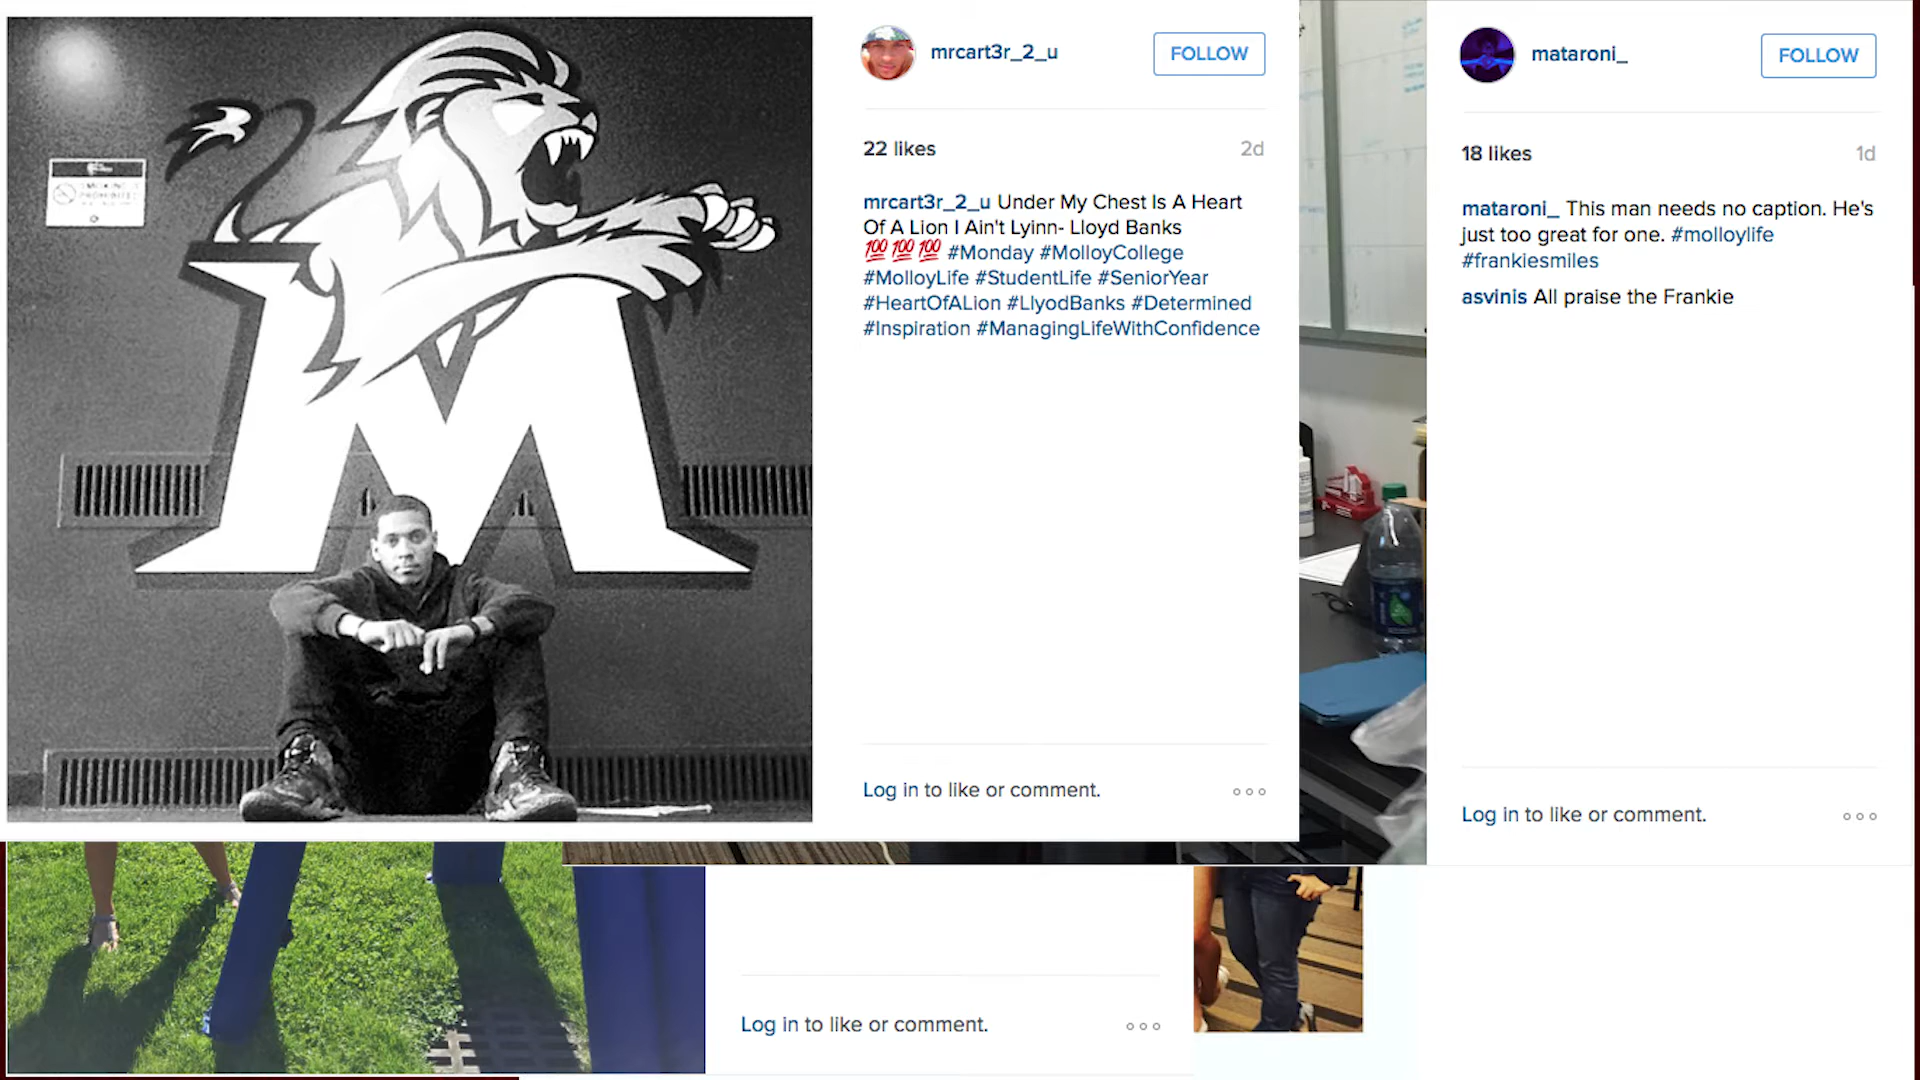 SMOKING
PROHIBITED
M
mrcart3r_2_u
FOLLOW
22 likes
2d
mrcart3r_2_u Under My Chest Is A Heart
Of A Lion I Ain't Lyinn- Lloyd Banks
💯💯💯 #Monday #MolloyCollege
#MolloyLife #StudentLife #SeniorYear
#HeartOfALion #LlyodBanks #Determined
#Inspiration #ManagingLifeWithConfidence
Log in to like or comment.
mataroni_
FOLLOW
18 likes
1d
mataroni_ This man needs no caption. He's
just too great for one. #molloylife
#frankiesmiles
asvinis All praise the Frankie
Log in to like or comment.
Log in to like or comment.